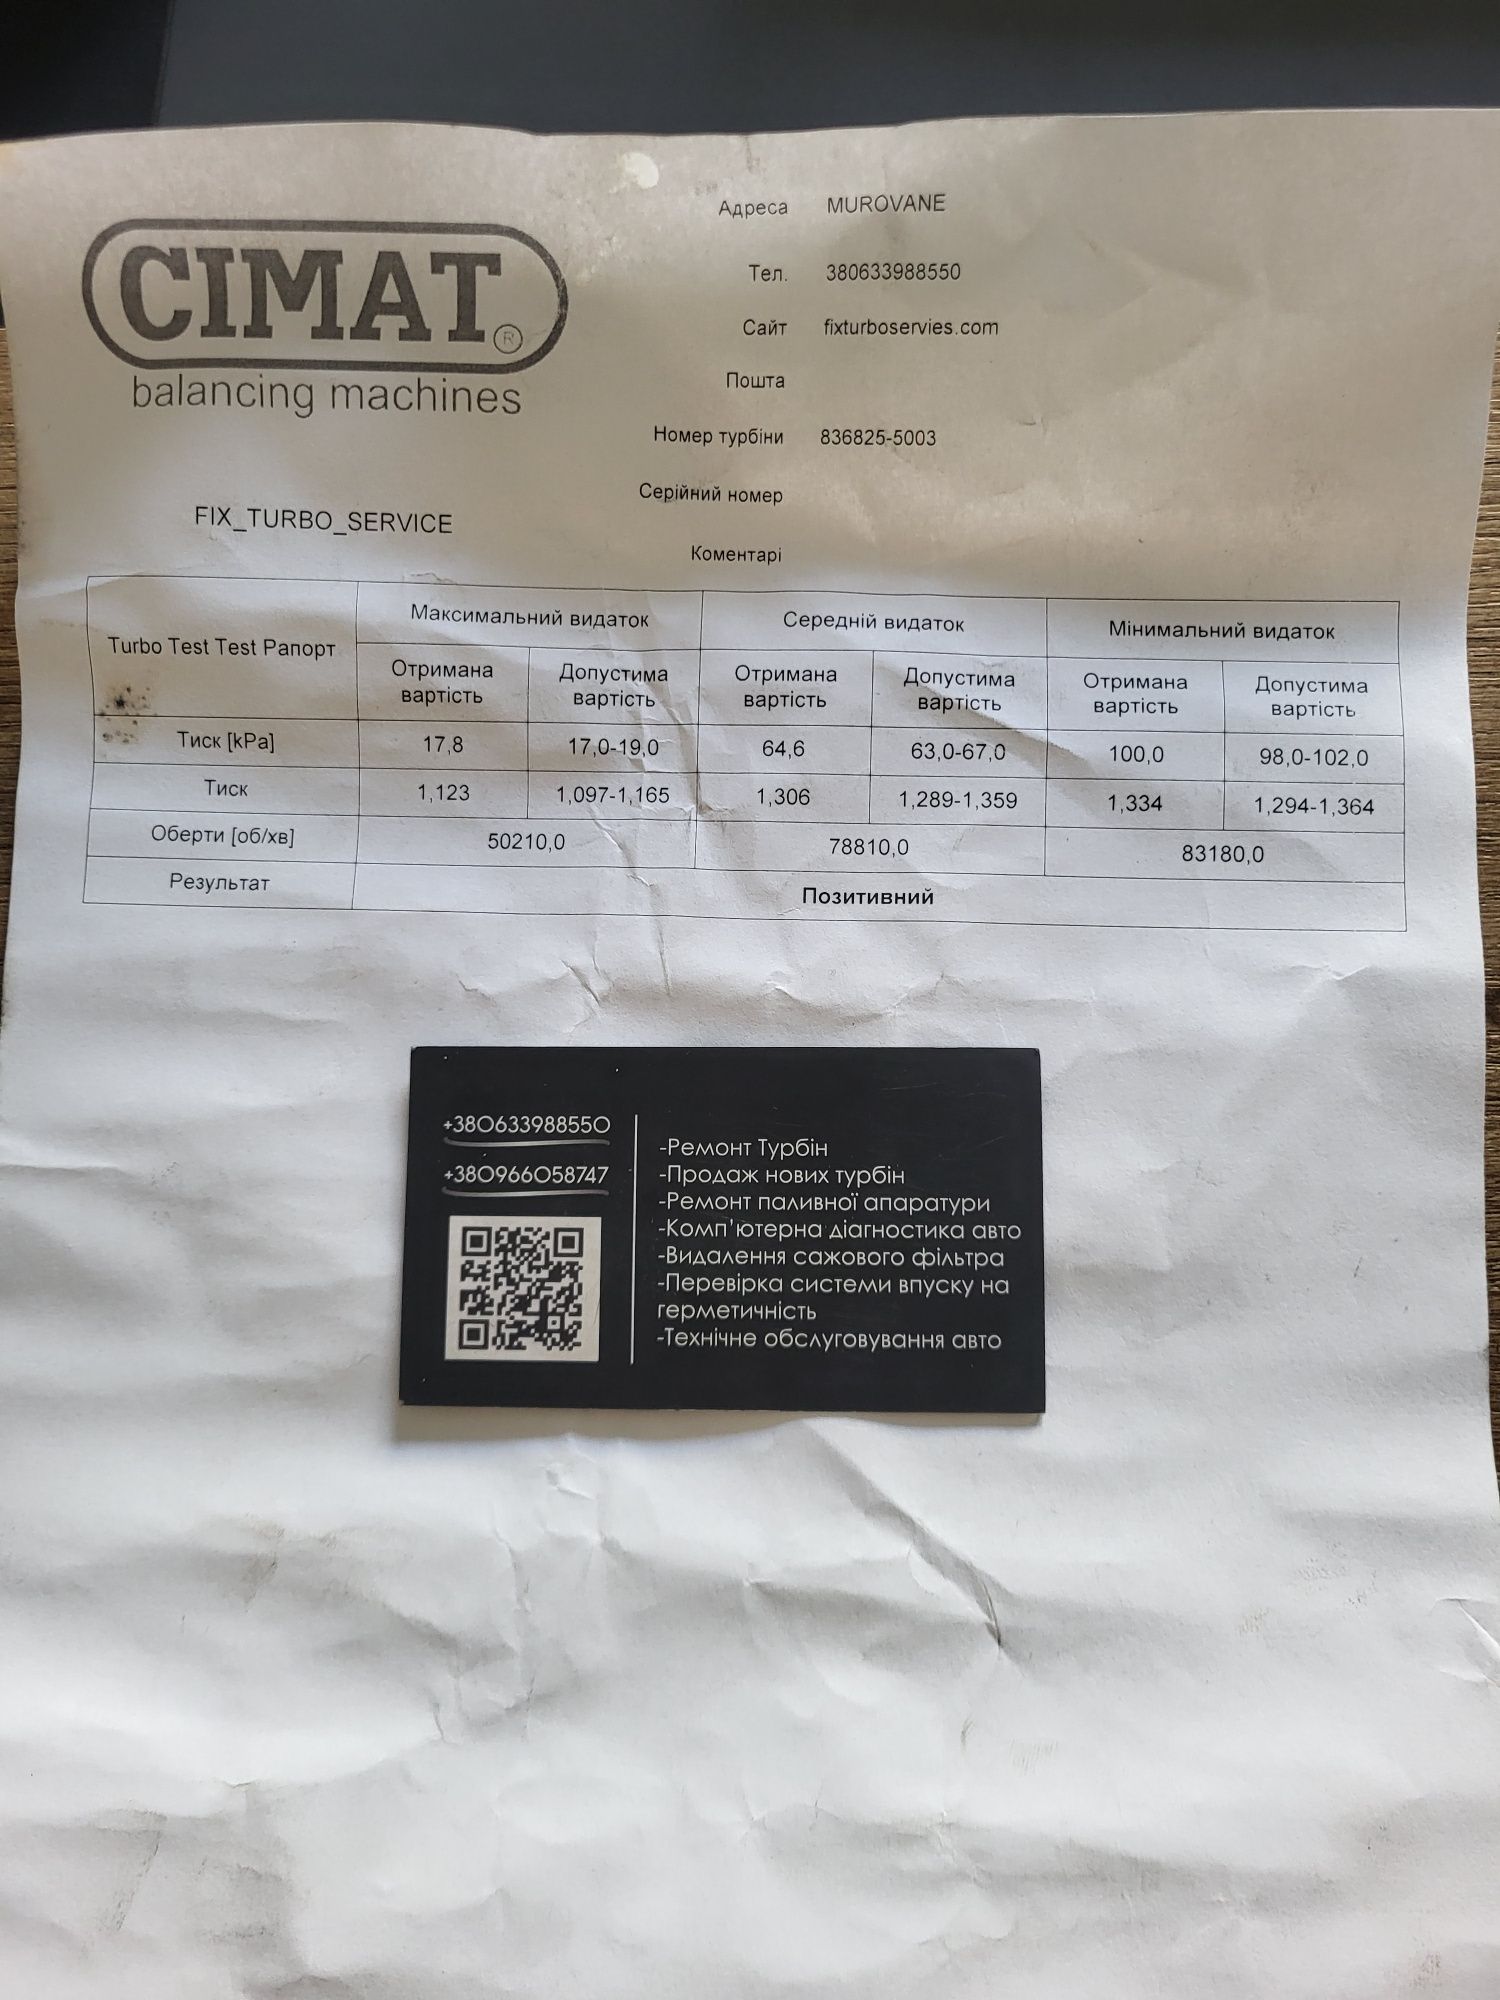 CIMAT®
balancing machines
FIX_TURBO_SERVICE
Адреса MUROVANE
Тел. 380633988550
Сайт fixturboservies.com
Пошта
Номер турбіни 836825-5003
Серійний номер
Коментарі
Turbo Test Test Рапорт Максимальний видаток Середній видаток Мінімальний видаток
Отримана вартість Допустима вартість Отримана вартість Допустима вартість Отримана вартість Допустима вартість
Тиск [kPa] 17,8 17,0-19,0 64,6 63,0-67,0 100,0 98,0-102,0
Тиск 1,123 1,097-1,165 1,306 1,289-1,359 1,334 1,294-1,364
Оберти [об/хв] 50210,0 78810,0 83180,0
Результат Позитивний
+380633988550
+380966058747
-Ремонт Турбін
-Продаж нових турбін
-Ремонт паливної апаратури
-Комп'ютерна діагностика авто
-Видалення сажового фільтра
-Перевірка системи впуску на
герметичність
-Технічне обслуговування авто